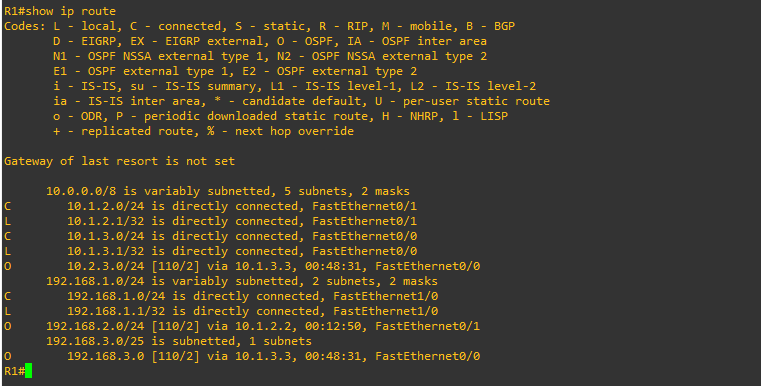 R1#show ip route
Codes: L - local, C - connected, S - static, R - RIP, M - mobile, B - BGP
       D - EIGRP, EX - EIGRP external, O - OSPF, IA - OSPF inter area
       N1 - OSPF NSSA external type 1, N2 - OSPF NSSA external type 2
       E1 - OSPF external type 1, E2 - OSPF external type 2
       i - IS-IS, su - IS-IS summary, L1 - IS-IS level-1, L2 - IS-IS level-2
       ia - IS-IS inter area, * - candidate default, U - per-user static route
       o - ODR, P - periodic downloaded static route, H - NHRP, l - LISP
       + - replicated route, % - next hop override

Gateway of last resort is not set

      10.0.0.0/8 is variably subnetted, 5 subnets, 2 masks
C        10.1.2.0/24 is directly connected, FastEthernet0/1
L        10.1.2.1/32 is directly connected, FastEthernet0/1
C        10.1.3.0/24 is directly connected, FastEthernet0/0
L        10.1.3.1/32 is directly connected, FastEthernet0/0
O        10.2.3.0/24 [110/2] via 10.1.3.3, 00:48:31, FastEthernet0/0
      192.168.1.0/24 is variably subnetted, 2 subnets, 2 masks
C        192.168.1.0/24 is directly connected, FastEthernet1/0
L        192.168.1.1/32 is directly connected, FastEthernet1/0
O     192.168.2.0/24 [110/2] via 10.1.2.2, 00:12:50, FastEthernet0/1
      192.168.3.0/25 is subnetted, 1 subnets
O        192.168.3.0 [110/2] via 10.1.3.3, 00:48:31, FastEthernet0/0
R1#